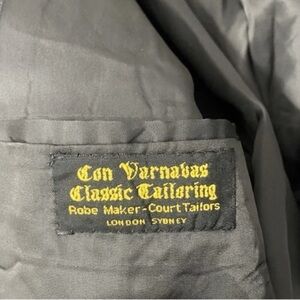 Con Varnabas
Classic Tailoring
Robe Maker-Court Tailors
LONDON SYDNEY